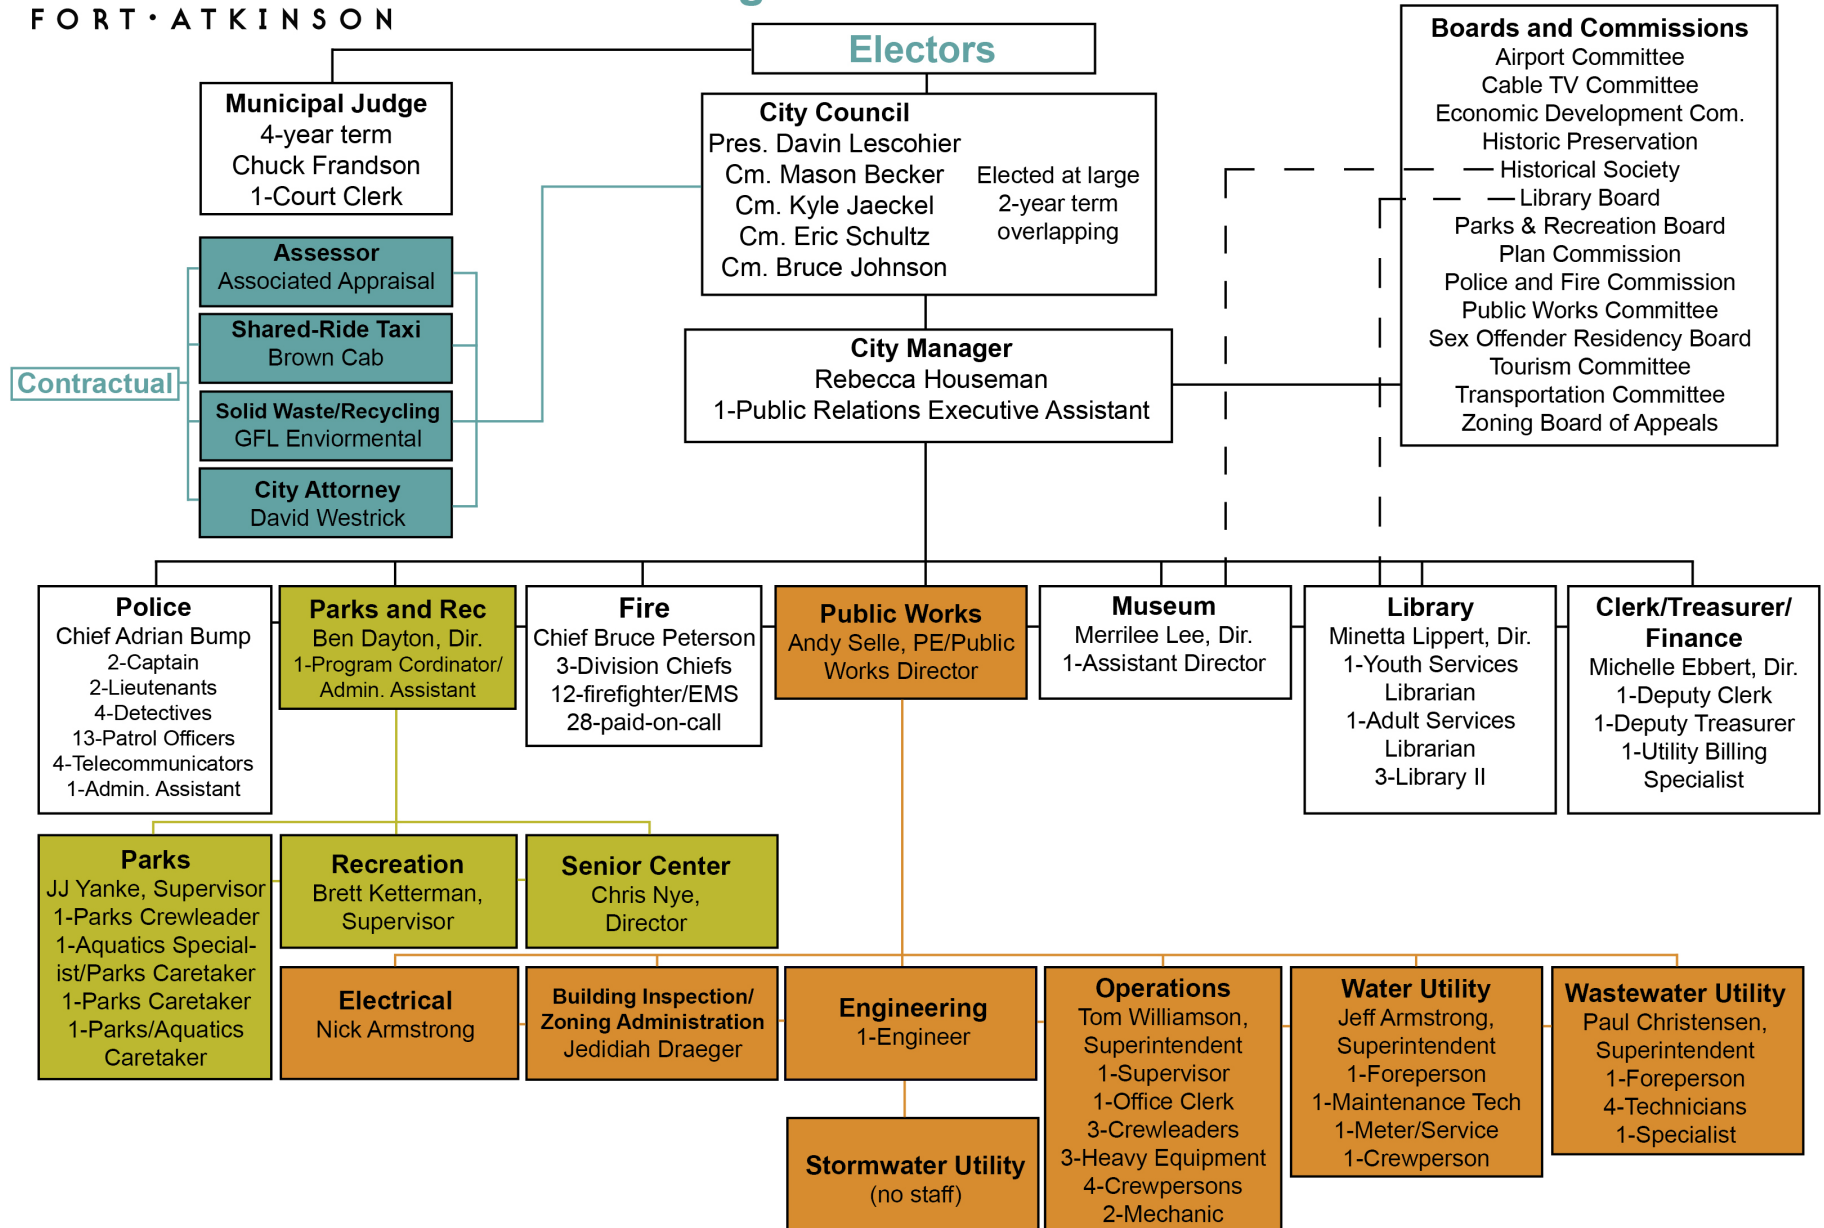 FORT·ATKINSON
Electors
Municipal Judge
4-year term
Chuck Frandson
1-Court Clerk
City Council
Pres. Davin Lescohier
Cm. Mason Becker
Cm. Kyle Jaeckel
Cm. Eric Schultz
Cm. Bruce Johnson
Elected at large
2-year term
overlapping
Boards and Commissions
Airport Committee
Cable TV Committee
Economic Development Com.
Historic Preservation
Historical Society
Library Board
Parks & Recreation Board
Plan Commission
Police and Fire Commission
Public Works Committee
Sex Offender Residency Board
Tourism Committee
Transportation Committee
Zoning Board of Appeals
Contractual
Assessor
Associated Appraisal
Shared-Ride Taxi
Brown Cab
Solid Waste/Recycling
GFL Enviormental
City Attorney
David Westrick
City Manager
Rebecca Houseman
1-Public Relations Executive Assistant
Police
Chief Adrian Bump
2-Captain
2-Lieutenants
4-Detectives
13-Patrol Officers
4-Telecommunicators
1-Admin. Assistant
Parks and Rec
Ben Dayton, Dir.
1-Program Cordinator/
Admin. Assistant
Fire
Chief Bruce Peterson
3-Division Chiefs
12-firefighter/EMS
28-paid-on-call
Public Works
Andy Selle, PE/Public
Works Director
Museum
Merrilee Lee, Dir.
1-Assistant Director
Library
Minetta Lippert, Dir.
1-Youth Services
Librarian
1-Adult Services
Librarian
3-Library II
Clerk/Treasurer/
Finance
Michelle Ebbert, Dir.
1-Deputy Clerk
1-Deputy Treasurer
1-Utility Billing
Specialist
Parks
JJ Yanke, Supervisor
1-Parks Crewleader
1-Aquatics Special-
ist/Parks Caretaker
1-Parks Caretaker
1-Parks/Aquatics
Caretaker
Recreation
Brett Ketterman,
Supervisor
Senior Center
Chris Nye,
Director
Electrical
Nick Armstrong
Building Inspection/
Zoning Administration
Jedidiah Draeger
Engineering
1-Engineer
Stormwater Utility
(no staff)
Operations
Tom Williamson,
Superintendent
1-Supervisor
1-Office Clerk
3-Crewleaders
3-Heavy Equipment
4-Crewpersons
2-Mechanic
Water Utility
Jeff Armstrong,
Superintendent
1-Foreperson
1-Maintenance Tech
1-Meter/Service
1-Crewperson
Wastewater Utility
Paul Christensen,
Superintendent
1-Foreperson
4-Technicians
1-Specialist